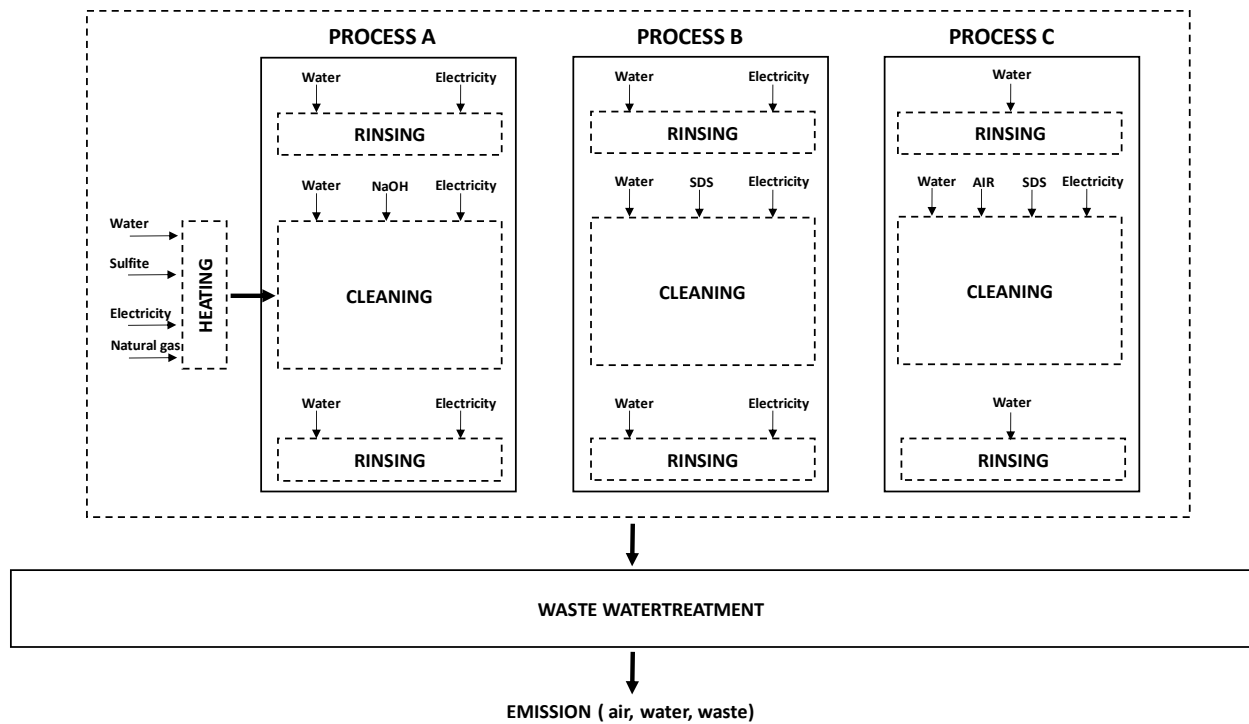 PROCESS A
PROCESS B
PROCESS C
Water Electricity
RINSING
Water NaOH Electricity
CLEANING
Water Electricity
RINSING
Water
Sulfite
Electricity
Natural gas
HEATING
Water Electricity
RINSING
Water SDS Electricity
CLEANING
Water Electricity
RINSING
Water
RINSING
Water AIR SDS Electricity
CLEANING
Water
RINSING
WASTE WATERTREATMENT
EMISSION ( air, water, waste)